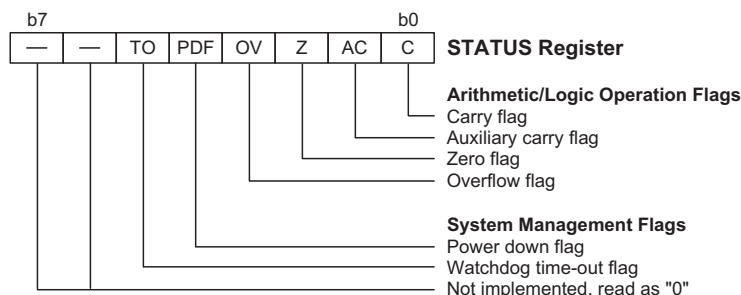 b7 b0
— — TO PDF OV Z AC C STATUS Register
Arithmetic/Logic Operation Flags
Carry flag
Auxiliary carry flag
Zero flag
Overflow flag
System Management Flags
Power down flag
Watchdog time-out flag
Not implemented, read as "0"